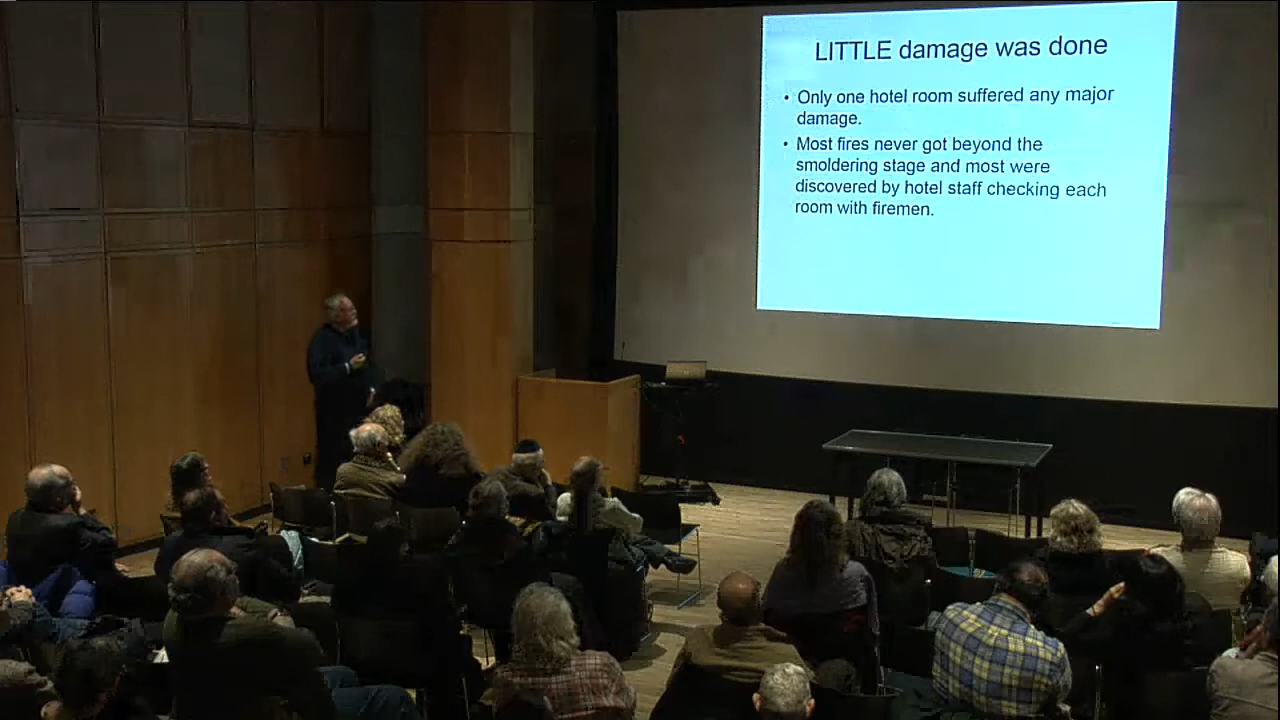 LITTLE damage was done
• Only one hotel room suffered any major
damage.
• Most fires never got beyond the
smoldering stage and most were
discovered by hotel staff checking each
room with firemen.